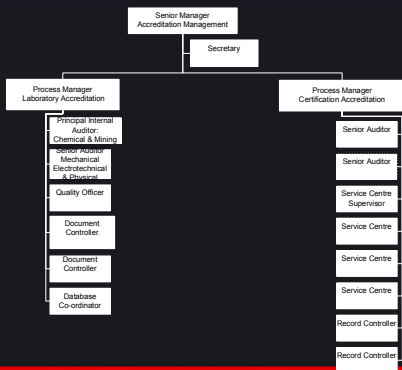 Senior Manager
Accreditation Management
Secretary
Process Manager
Laboratory Accreditation
Principal Internal
Auditor:
Chemical & Mining
Senior Auditor
Mechanical
Electrotechnical
& Physical
Quality Officer
Document
Controller
Document
Controller
Database
Co-ordinator
Process Manager
Certification Accreditation
Senior Auditor
Senior Auditor
Service Centre
Supervisor
Service Centre
Service Centre
Service Centre
Record Controller
Record Controller